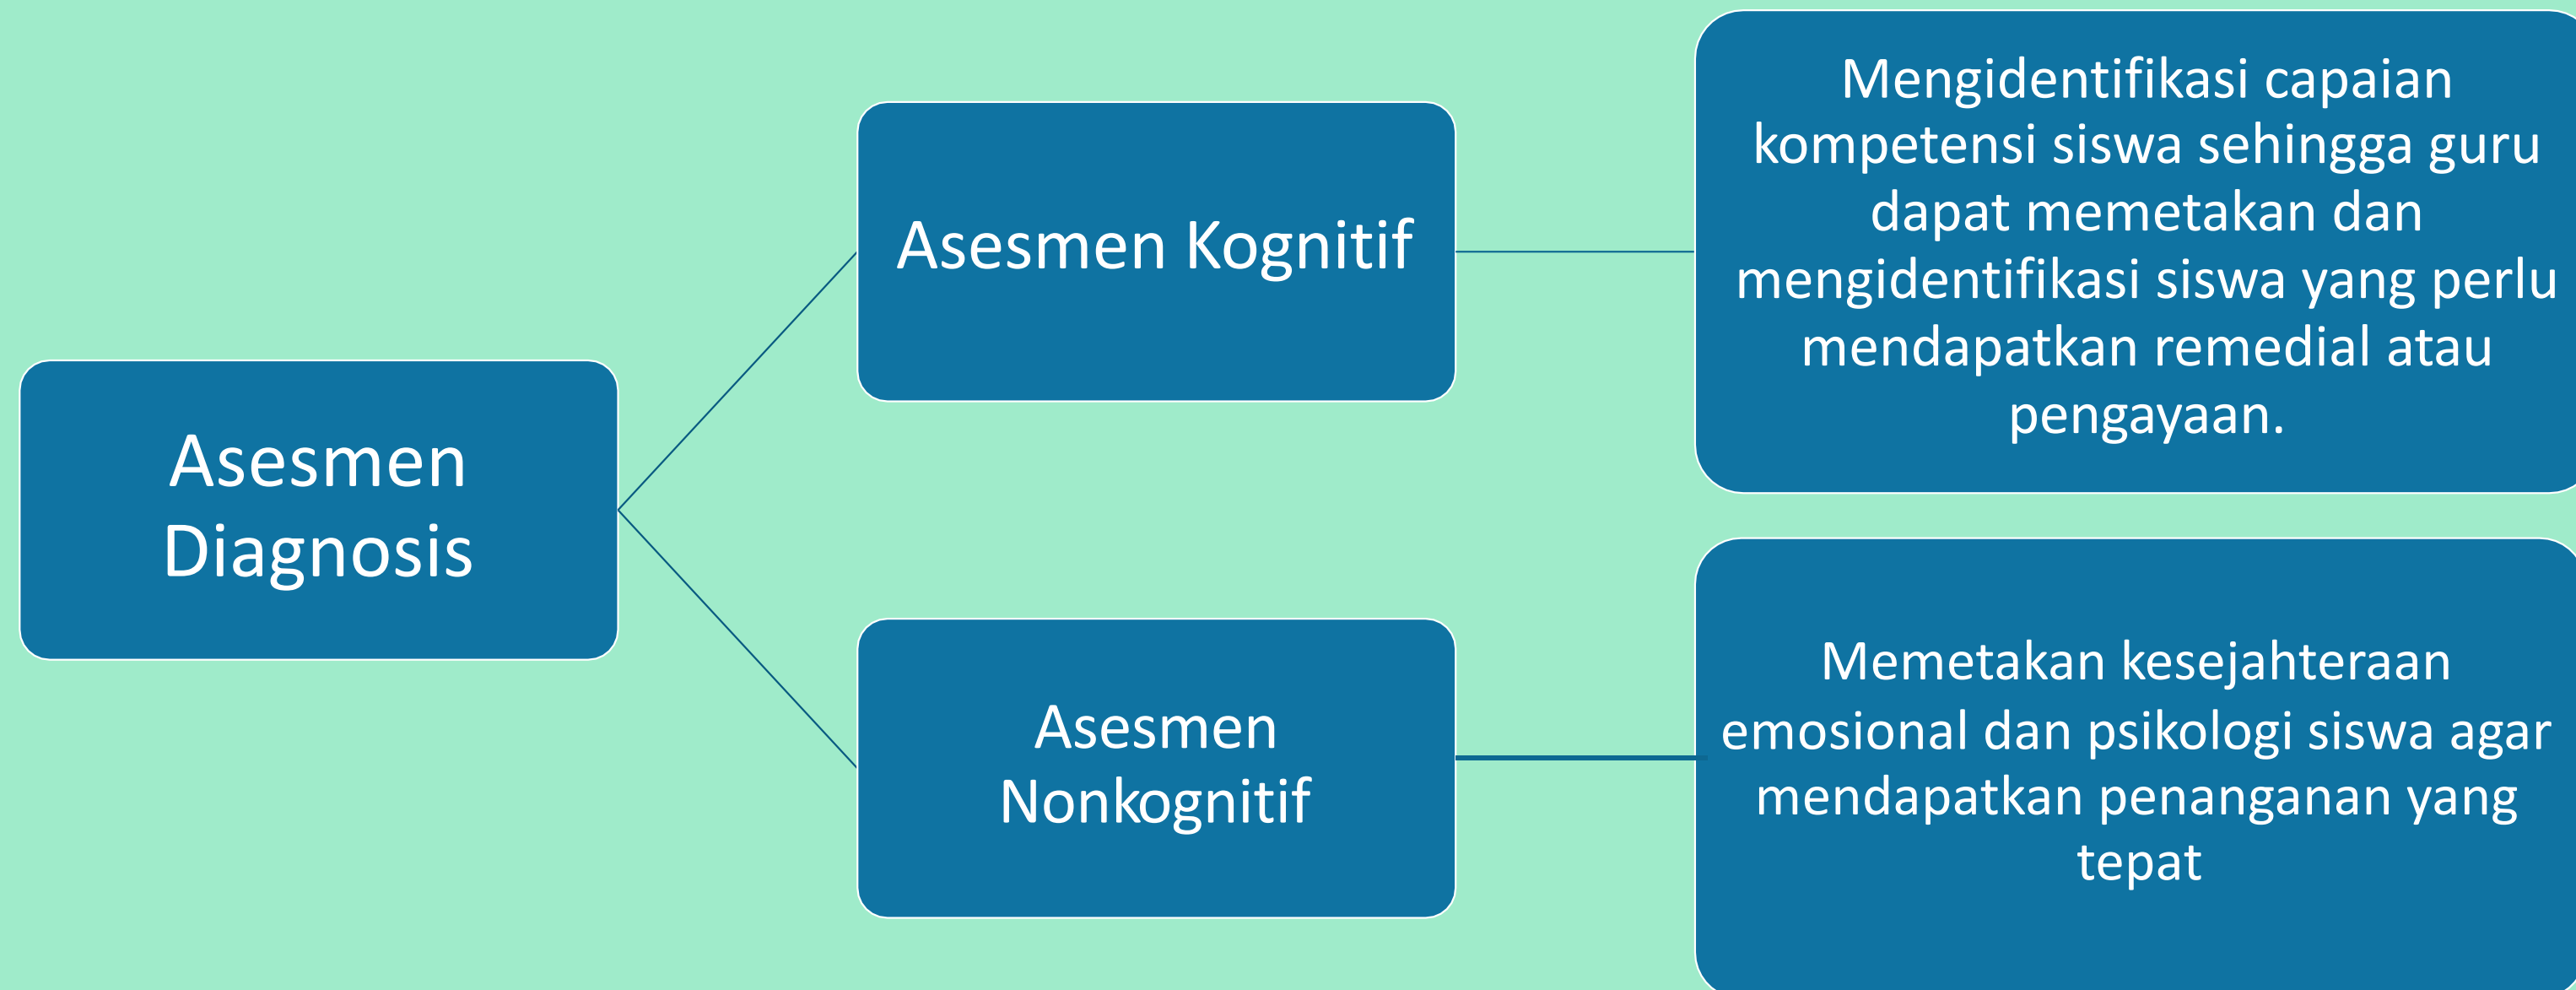 Asesmen
Diagnosis
Asesmen Kognitif
Mengidentifikasi capaian
kompetensi siswa sehingga guru
dapat memetakan dan
mengidentifikasi siswa yang perlu
mendapatkan remedial atau
pengayaan.
Asesmen
Nonkognitif
Memetakan kesejahteraan
emosional dan psikologi siswa agar
mendapatkan penanganan yang
tepat